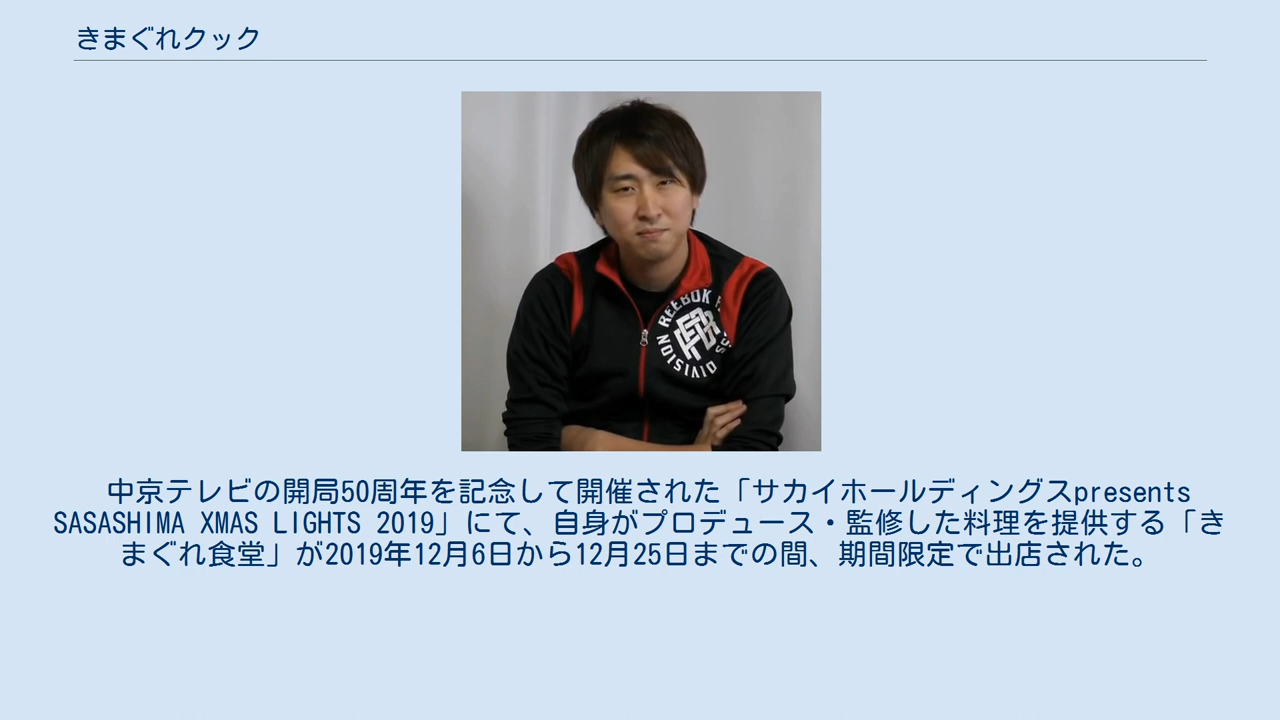 きまぐれクック
REEBOK
DIVISION
中京テレビの開局50周年を記念して開催された「サカイホールディングスpresents
SASASHIMA XMAS LIGHTS 2019」にて、自身がプロデュース・監修した料理を提供する「き
まぐれ食堂」が2019年12月6日から12月25日までの間、期間限定で出店された。